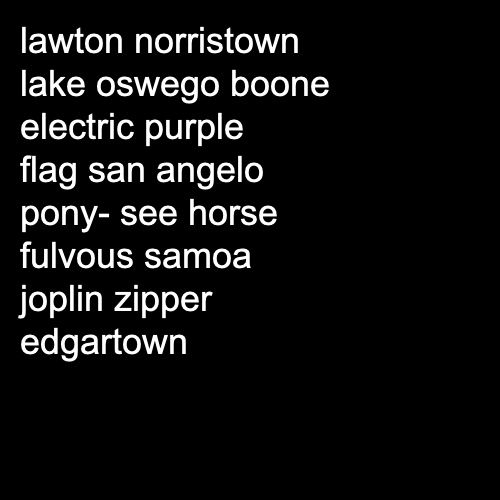 lawton norristown
lake oswego boone
electric purple
flag san angelo
pony- see horse
fulvous samoa
joplin zipper
edgartown